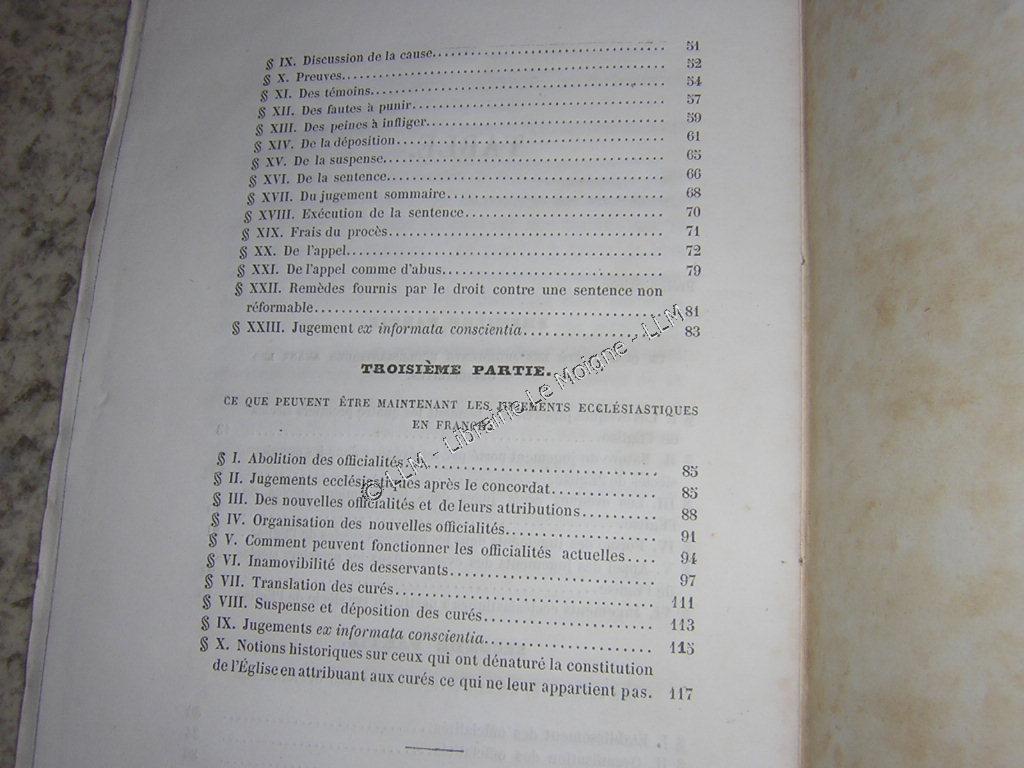 § IX. Discussion de la cause........................................ 51
§ X. Preuves........................................ 52
§ XI. Des témoins........................................ 54
§ XII. Des fautes à punir........................................ 57
§ XIII. Des peines à infliger........................................ 59
§ XIV. De la déposition........................................ 61
§ XV. De la suspense........................................ 65
§ XVI. De la sentence........................................ 66
§ XVII. Du jugement sommaire................................ 68
§ XVIII. Exécution de la sentence............................ 70
§ XIX. Frais du procès........................................ 71
§ XX. De l'appel........................................ 72
§ XXI. De l'appel comme d'abus................................ 79
§ XXII. Remèdes fournis par le droit contre une sentence non
réformable........................................ 81
§ XXIII. Jugement ex informata conscientia.................... 83
TROISIÈME PARTIE.
CE QUE PEUVENT ÊTRE MAINTENANT LES JUGEMENTS ECCLÉSIASTIQUES
EN FRANCE.
§ I. Abolition des officialités................................ 85
§ II. Jugements ecclésiastiques après le concordat............... 85
§ III. Des nouvelles officialités et de leurs attributions.......... 88
§ IV. Organisation des nouvelles officialités.................... 91
§ V. Comment peuvent fonctionner les officialités actuelles.... 94
§ VI. Inamovibilité des desservants............................ 97
§ VII. Translation des curés................................ 111
§ VIII. Suspense et déposition des curés........................ 113
§ IX. Jugements ex informata conscientia........................ 115
§ X. Notions historiques sur ceux qui ont dénaturé la constitution
de l'Église en attribuant aux curés ce qui ne leur appartient pas. 117
© LLM - Librairie Le Moigne - LLM